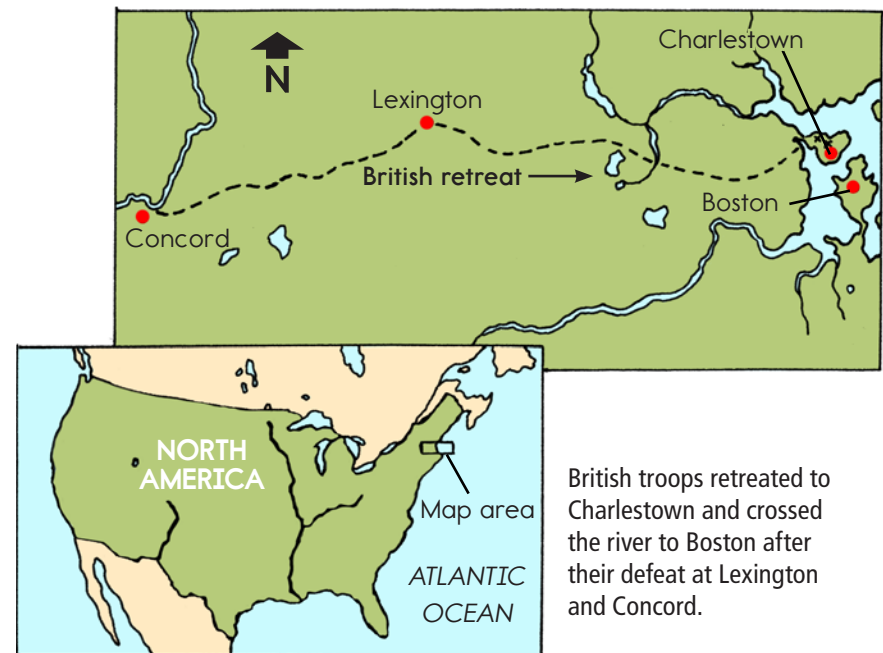 Charlestown
N
Lexington
British retreat
Boston
Concord
NORTH
AMERICA
Map area
ATLANTIC
OCEAN
British troops retreated to
Charlestown and crossed
the river to Boston after
their defeat at Lexington
and Concord.